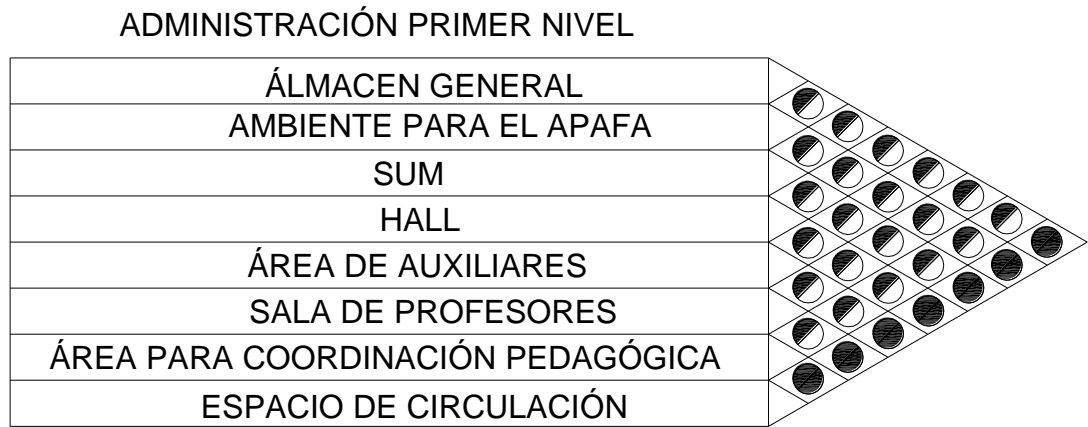 ADMINISTRACIÓN PRIMER NIVEL
ÁLMACEN GENERAL
AMBIENTE PARA EL APAFA
SUM
HALL
ÁREA DE AUXILIARES
SALA DE PROFESORES
ÁREA PARA COORDINACIÓN PEDAGÓGICA
ESPACIO DE CIRCULACIÓN